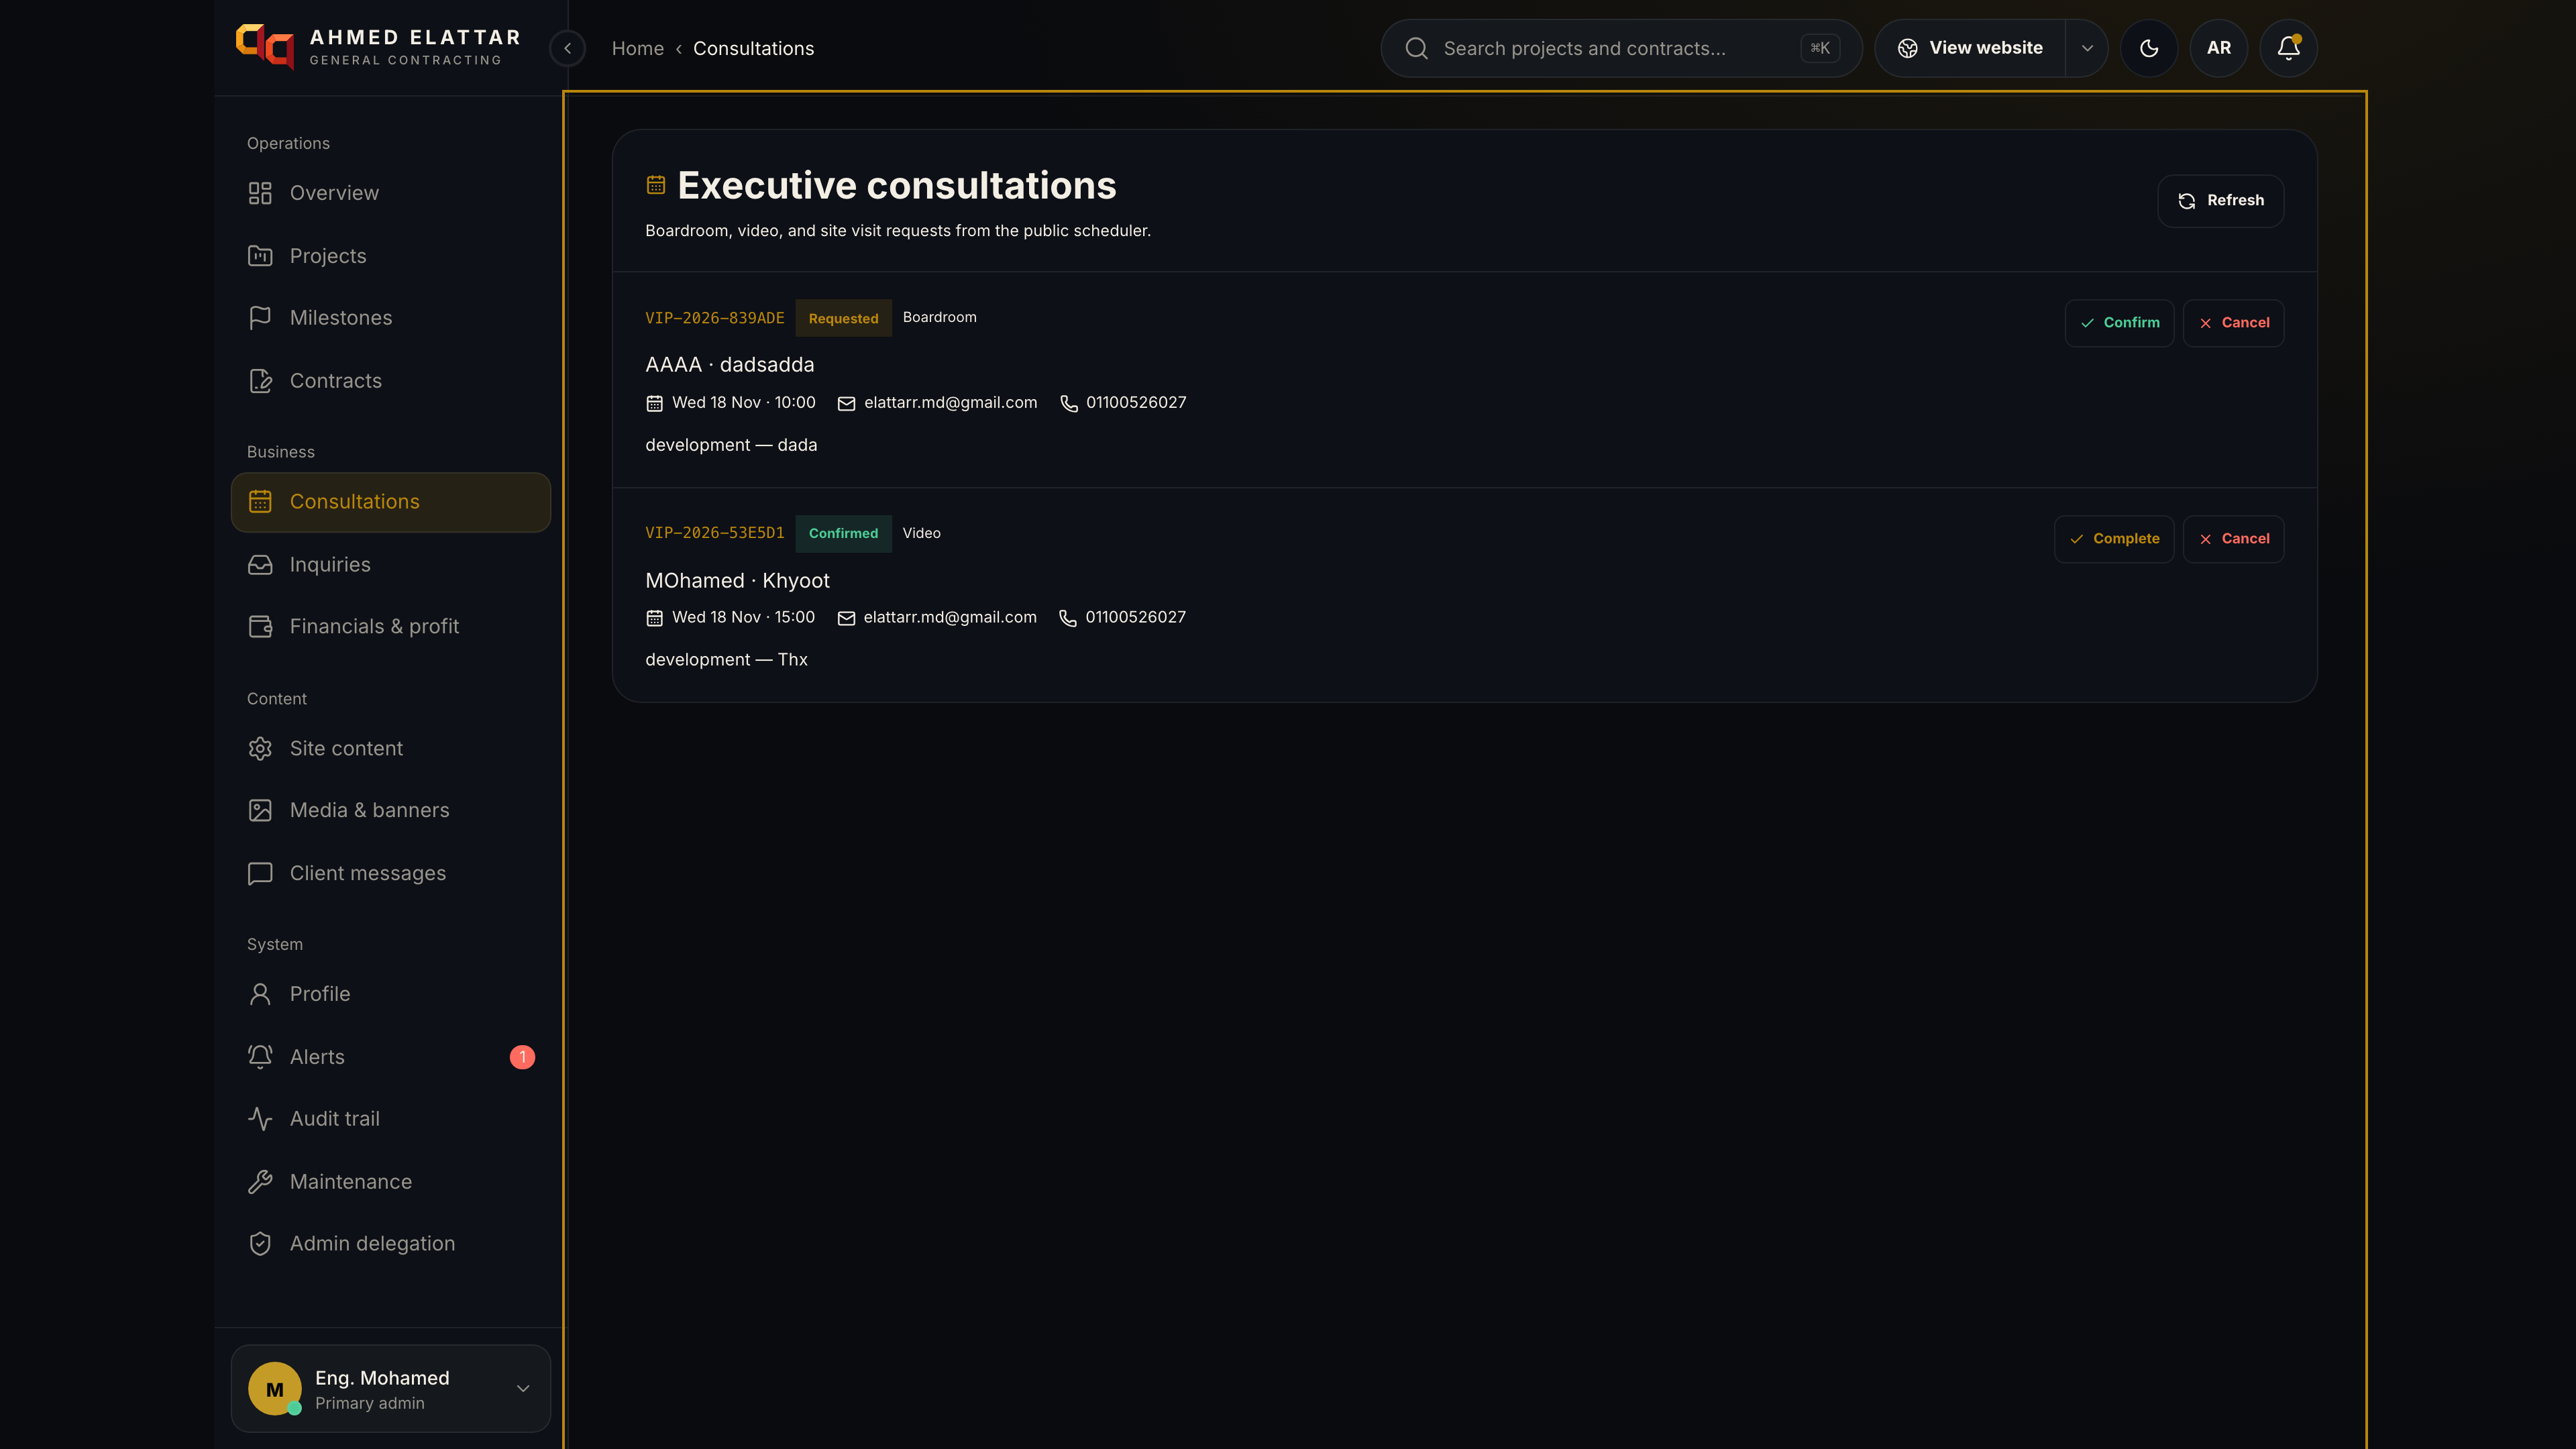 AHMED ELATTAR
GENERAL CONTRACTING
Home ‹ Consultations
Search projects and contracts...
⌘K
View website
AR
Operations
Overview
Projects
Milestones
Contracts
Business
Consultations
Inquiries
Financials & profit
Content
Site content
Media & banners
Client messages
System
Profile
Alerts 1
Audit trail
Maintenance
Admin delegation
M
Eng. Mohamed
Primary admin
Executive consultations
Boardroom, video, and site visit requests from the public scheduler.
Refresh
VIP-2026-839ADE Requested Boardroom
Confirm Cancel
AAAA · dadsadda
Wed 18 Nov · 10:00 elattarr.md@gmail.com 01100526027
development — dada
VIP-2026-53E5D1 Confirmed Video
Complete Cancel
MOhamed · Khyoot
Wed 18 Nov · 15:00 elattarr.md@gmail.com 01100526027
development — Thx